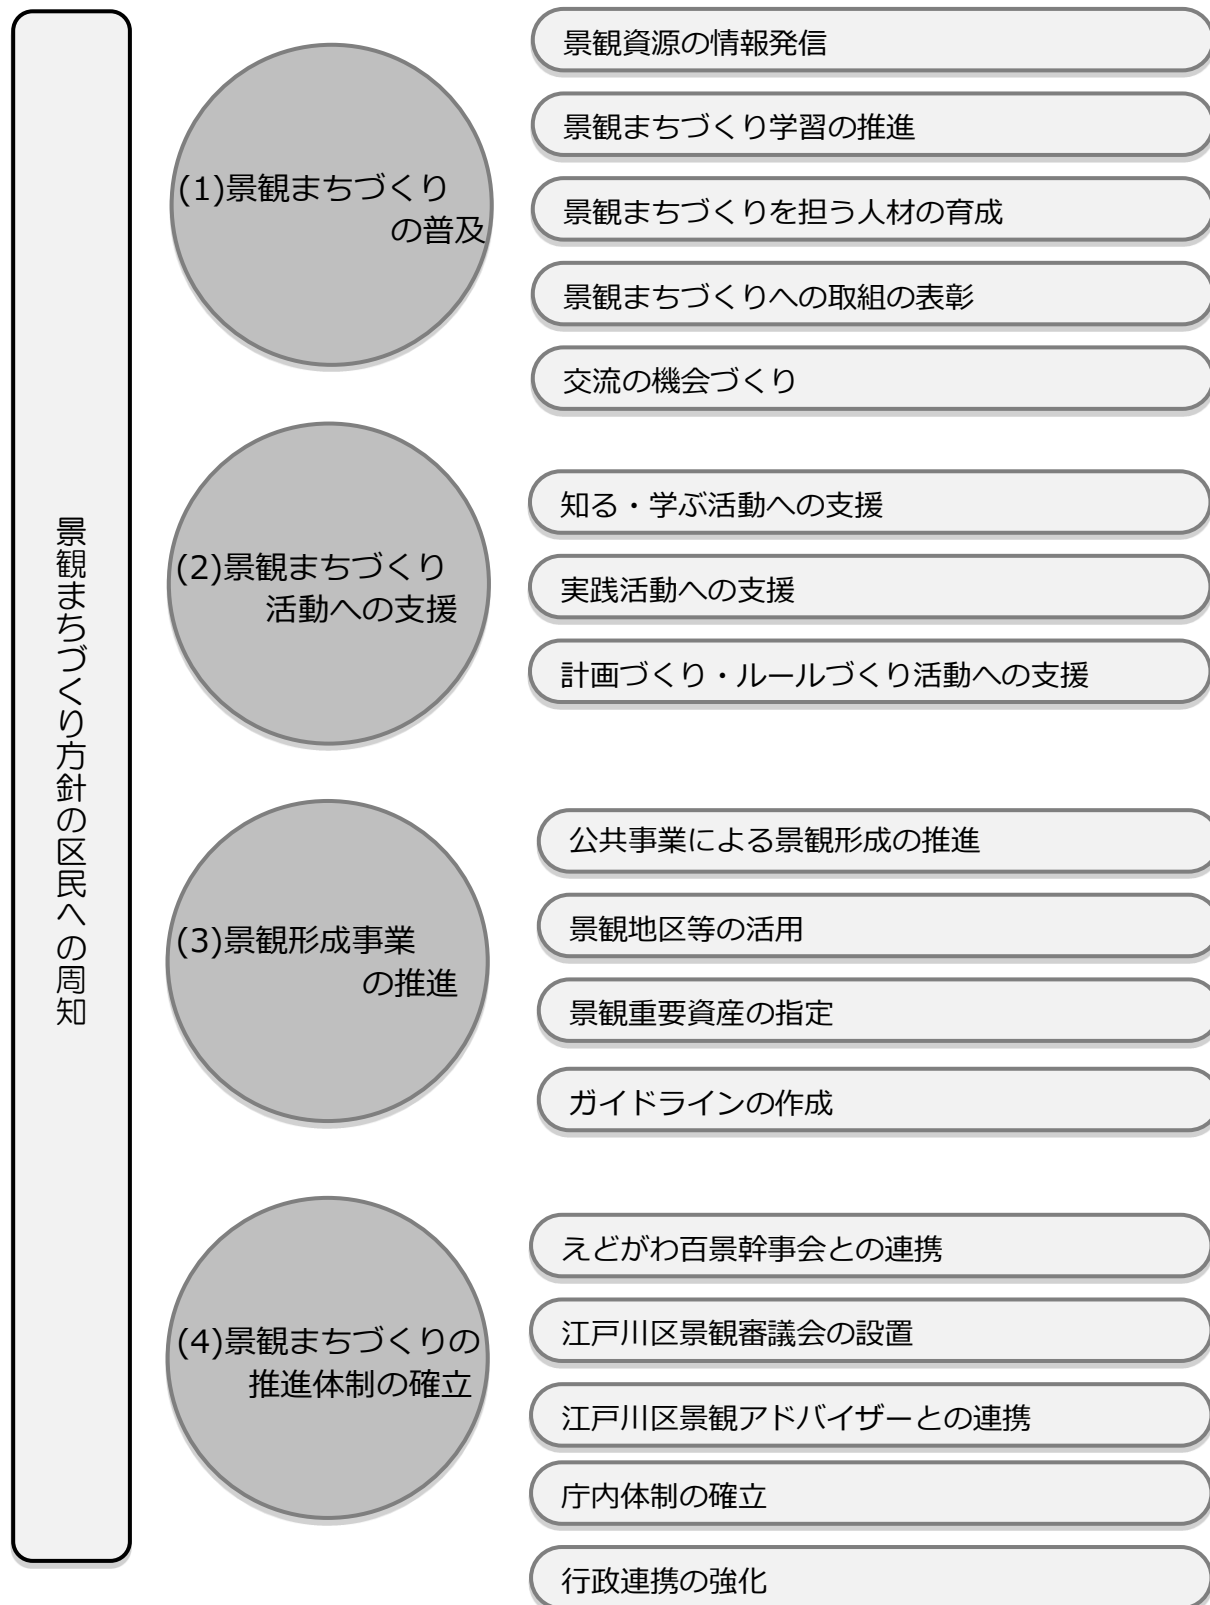 景観まちづくり方針の区民への周知
(1)景観まちづくり
の普及
景観資源の情報発信
景観まちづくり学習の推進
景観まちづくりを担う人材の育成
景観まちづくりへの取組の表彰
交流の機会づくり
(2)景観まちづくり
活動への支援
知る・学ぶ活動への支援
実践活動への支援
計画づくり・ルールづくり活動への支援
(3)景観形成事業
の推進
公共事業による景観形成の推進
景観地区等の活用
景観重要資産の指定
ガイドラインの作成
(4)景観まちづくりの
推進体制の確立
えどがわ百景幹事会との連携
江戸川区景観審議会の設置
江戸川区景観アドバイザーとの連携
庁内体制の確立
行政連携の強化